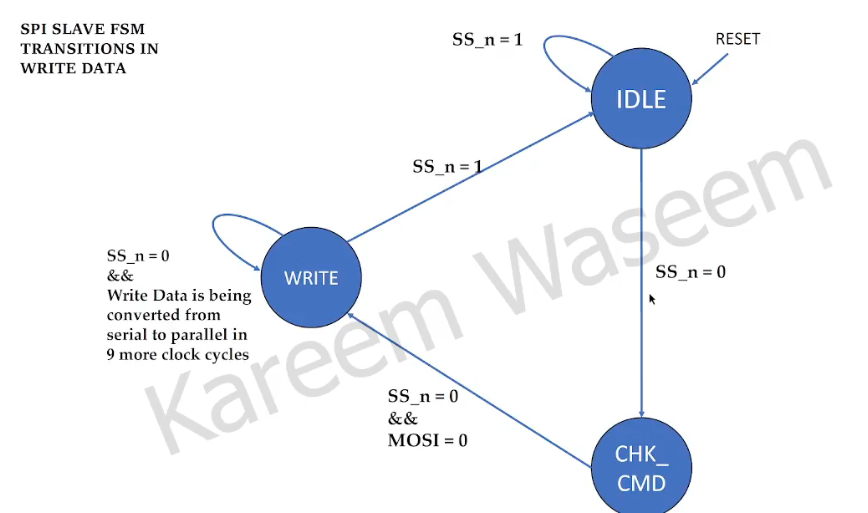 SPI SLAVE FSM
TRANSITIONS IN
WRITE DATA
SS_n = 1
RESET
IDLE
SS_n = 1
SS_n = 0
WRITE
SS_n = 0
&&
Write Data is being
converted from
serial to parallel in
9 more clock cycles
SS_n = 0
&&
MOSI = 0
CHK_
CMD
Kareem Waseem